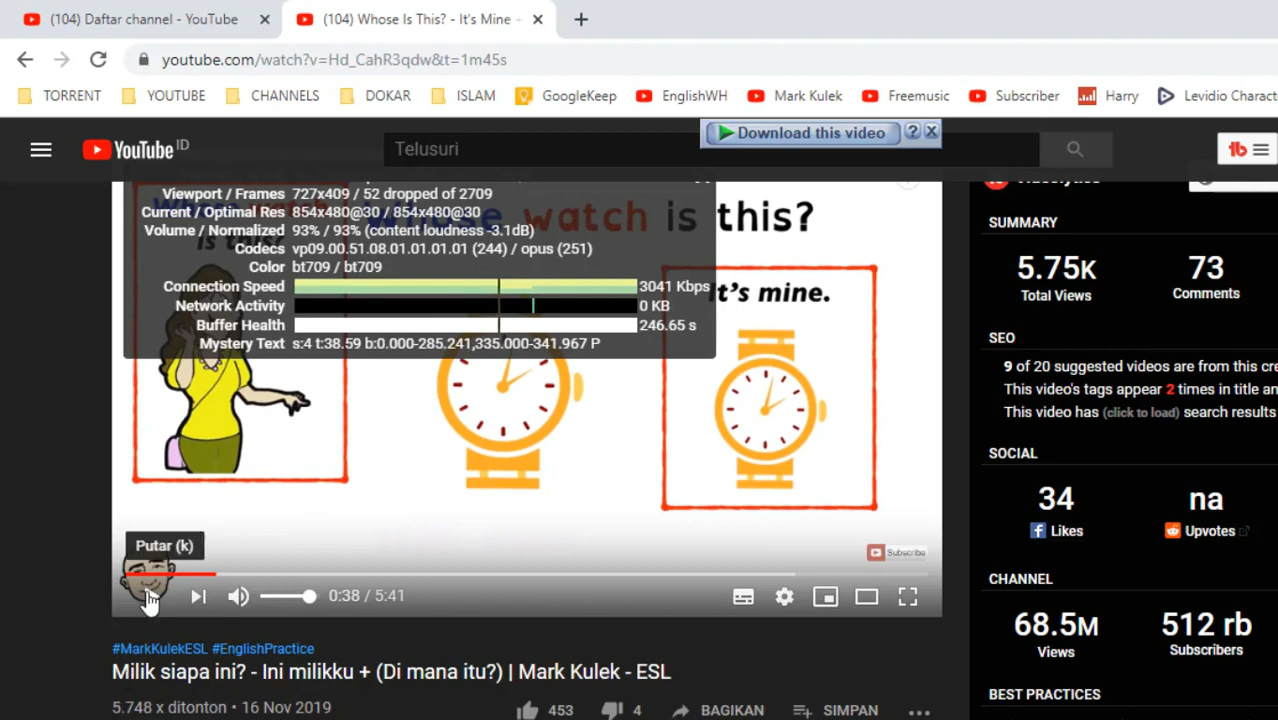 (104) Daftar channel - YouTube
(104) Whose Is This? - It's Mine +
youtube.com/watch?v=Hd_CahR3qdw&t=1m45s
TORRENT YOUTUBE CHANNELS DOKAR ISLAM GoogleKeep EnglishWH Mark Kulek Freemusic Subscriber Harry Levidio Charact
YouTube ID
Telusuri
Download this video ? X
Viewport / Frames 727x409 / 52 dropped of 2709
Current / Optimal Res 854x480@30 / 854x480@30
Volume / Normalized 93% / 93% (content loudness -3.1dB)
Codecs vp09.00.51.08.01.01.01.01 (244) / opus (251)
Color bt709 / bt709
Connection Speed 3041 Kbps
Network Activity 0 KB
Buffer Health 246.65 s
Mystery Text s:4 t:38.59 b:0.000-285.241,335.000-341.967 P
Whose watch is this?
Whose watch is this?
It's mine.
Putar (k)
Subscribe
0:38 / 5:41
#MarkKulekESL #EnglishPractice
Milik siapa ini? - Ini milikku + (Di mana itu?) | Mark Kulek - ESL
5.748 x ditonton • 16 Nov 2019
453 4 BAGIKAN SIMPAN
SUMMARY
5.75K 73
Total Views Comments
SEO
9 of 20 suggested videos are from this cre
This video's tags appear 2 times in title an
This video has (click to load) search results
SOCIAL
34 na
Likes Upvotes
CHANNEL
68.5M 512 rb
Views Subscribers
BEST PRACTICES